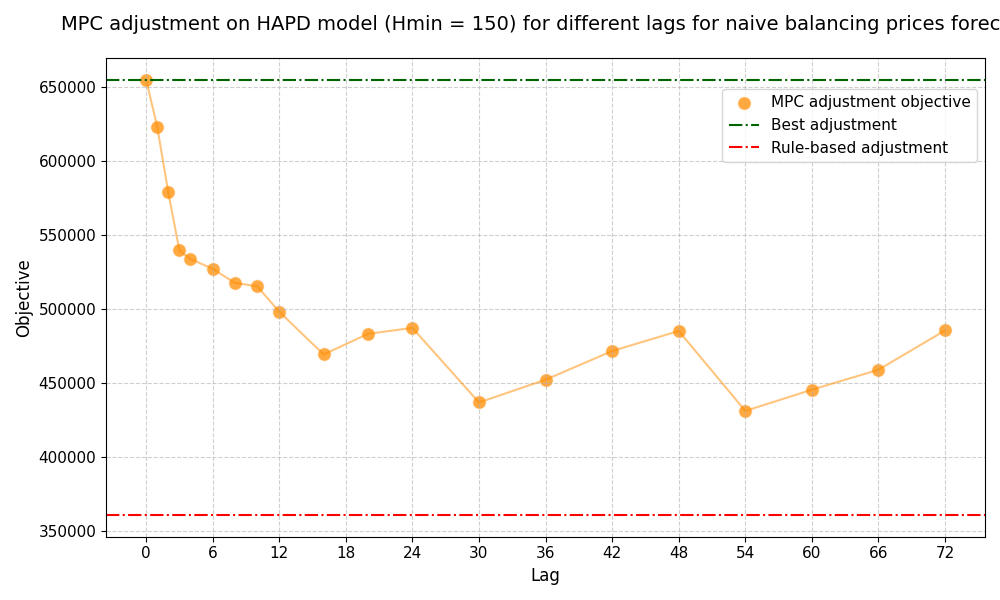 MPC adjustment on HAPD model (Hmin = 150) for different lags for naive balancing prices forec
650000
600000
550000
500000
450000
400000
350000
Objective
MPC adjustment objective
Best adjustment
Rule-based adjustment
0 6 12 18 24 30 36 42 48 54 60 66 72
Lag